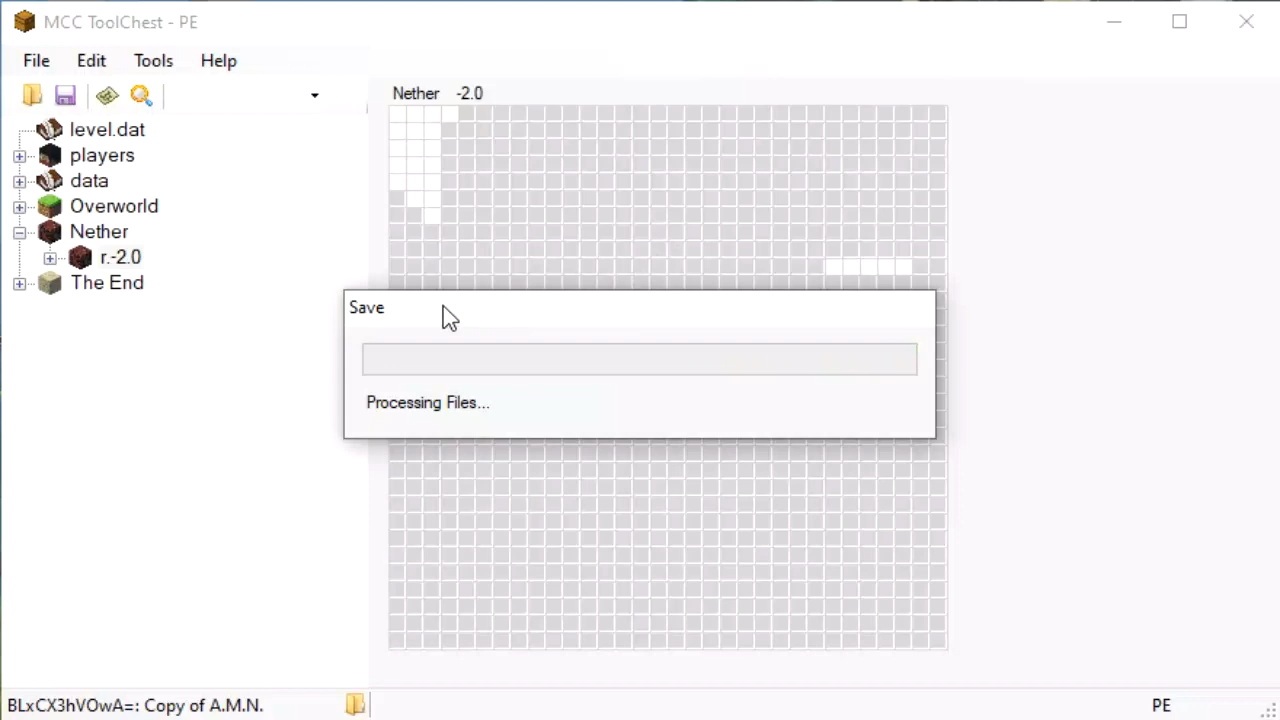 MCC ToolChest - PE
File Edit Tools Help
level.dat
players
data
Overworld
Nether
r.-2.0
The End
Nether -2.0
Save
Processing Files...
BLxCX3hVOwA=: Copy of A.M.N.
PE